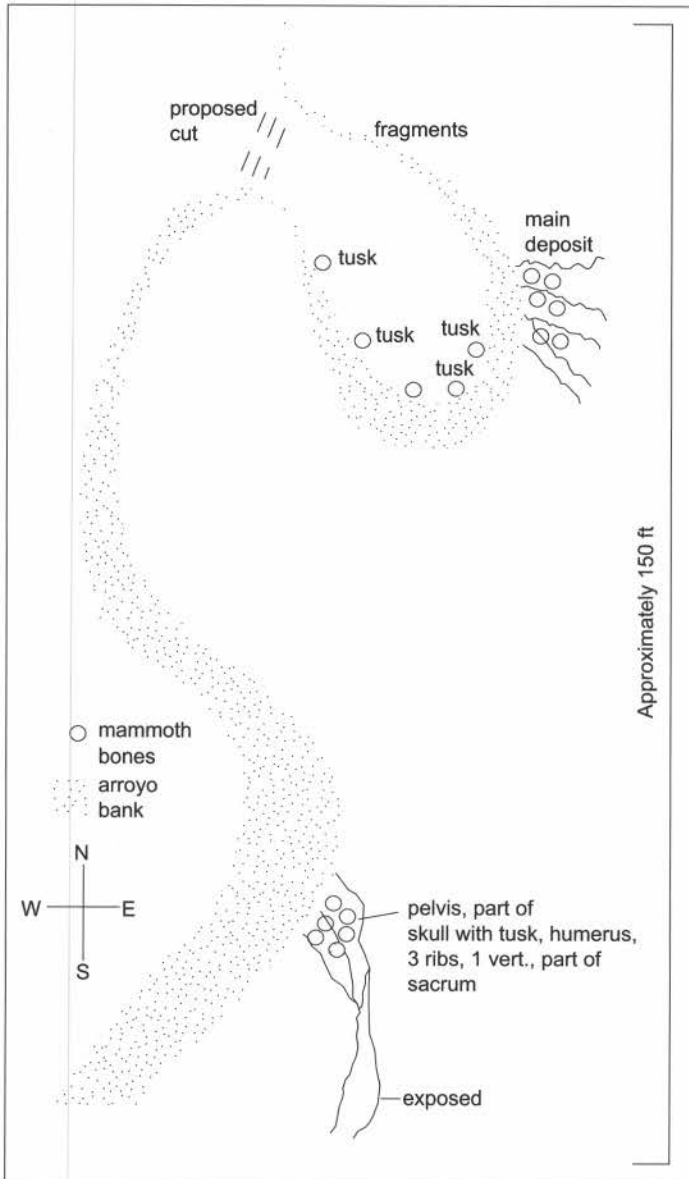 proposed
cut
fragments
main
deposit
tusk
tusk
tusk
tusk
Approximately 150 ft
mammoth
bones
arroyo
bank
N
W
E
S
pelvis, part of
skull with tusk, humerus,
3 ribs, 1 vert., part of
sacrum
exposed